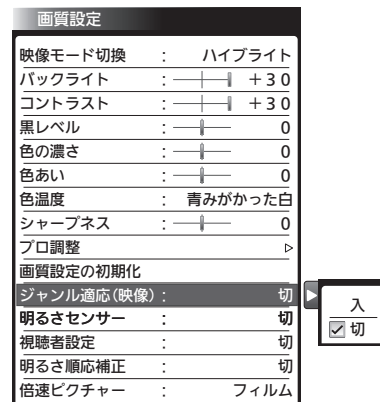 画質設定
映像モード切換 : ハイブライト
バックライト : +30
コントラスト : +30
黒レベル : 0
色の濃さ : 0
色あい : 0
色温度 : 青みがかった白
シャープネス : 0
プロ調整
画質設定の初期化
ジャンル適応(映像) : 切
明るさセンサー : 切
視聴者設定 : 切
明るさ順応補正 : 切
倍速ピクチャー : フィルム
入
切